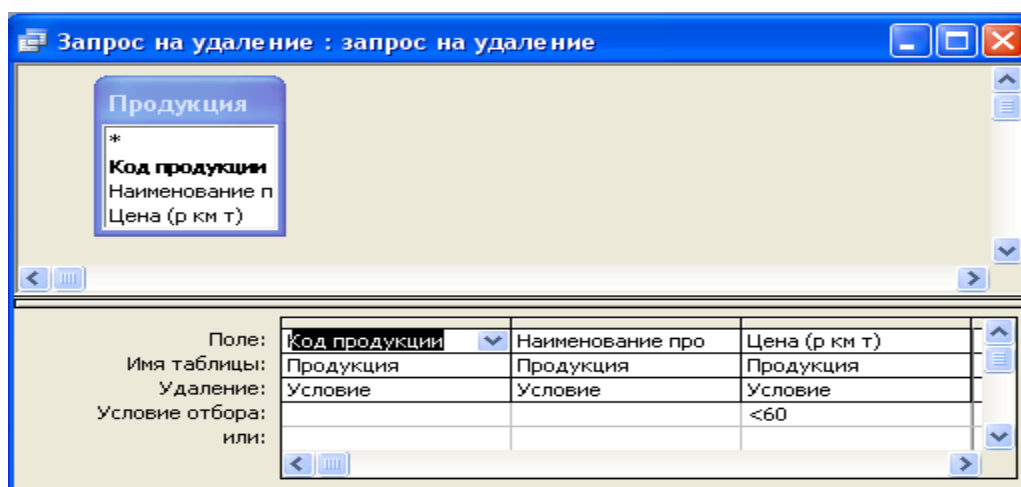 Запрос на удаление : запрос на удаление
Продукция
*
Код продукции
Наименование п
Цена (р км т)
Поле: Код продукции Наименование про Цена (р км т)
Имя таблицы: Продукция Продукция Продукция
Удаление: Условие Условие Условие
Условие отбора: <60
или: